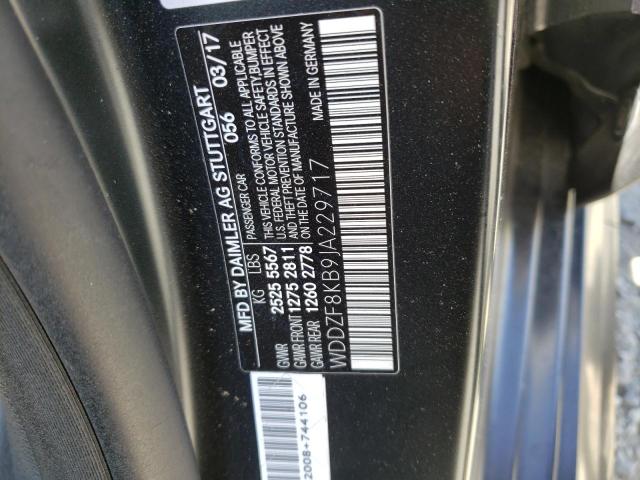 MFD BY DAIMLER AG STUTTGART
056 03/17
KG LBS
GVWR 2525 5567
GAWR FRONT 1275 2811
GAWR REAR 1260 2778
PASSENGER CAR
THIS VEHICLE CONFORMS TO ALL APPLICABLE
U.S. FEDERAL MOTOR VEHICLE SAFETY,BUMPER
AND THEFT PREVENTION STANDARDS IN EFFECT
ON THE DATE OF MANUFACTURE SHOWN ABOVE
MADE IN GERMANY
WDDZF8KB9JA229717
2008+744106